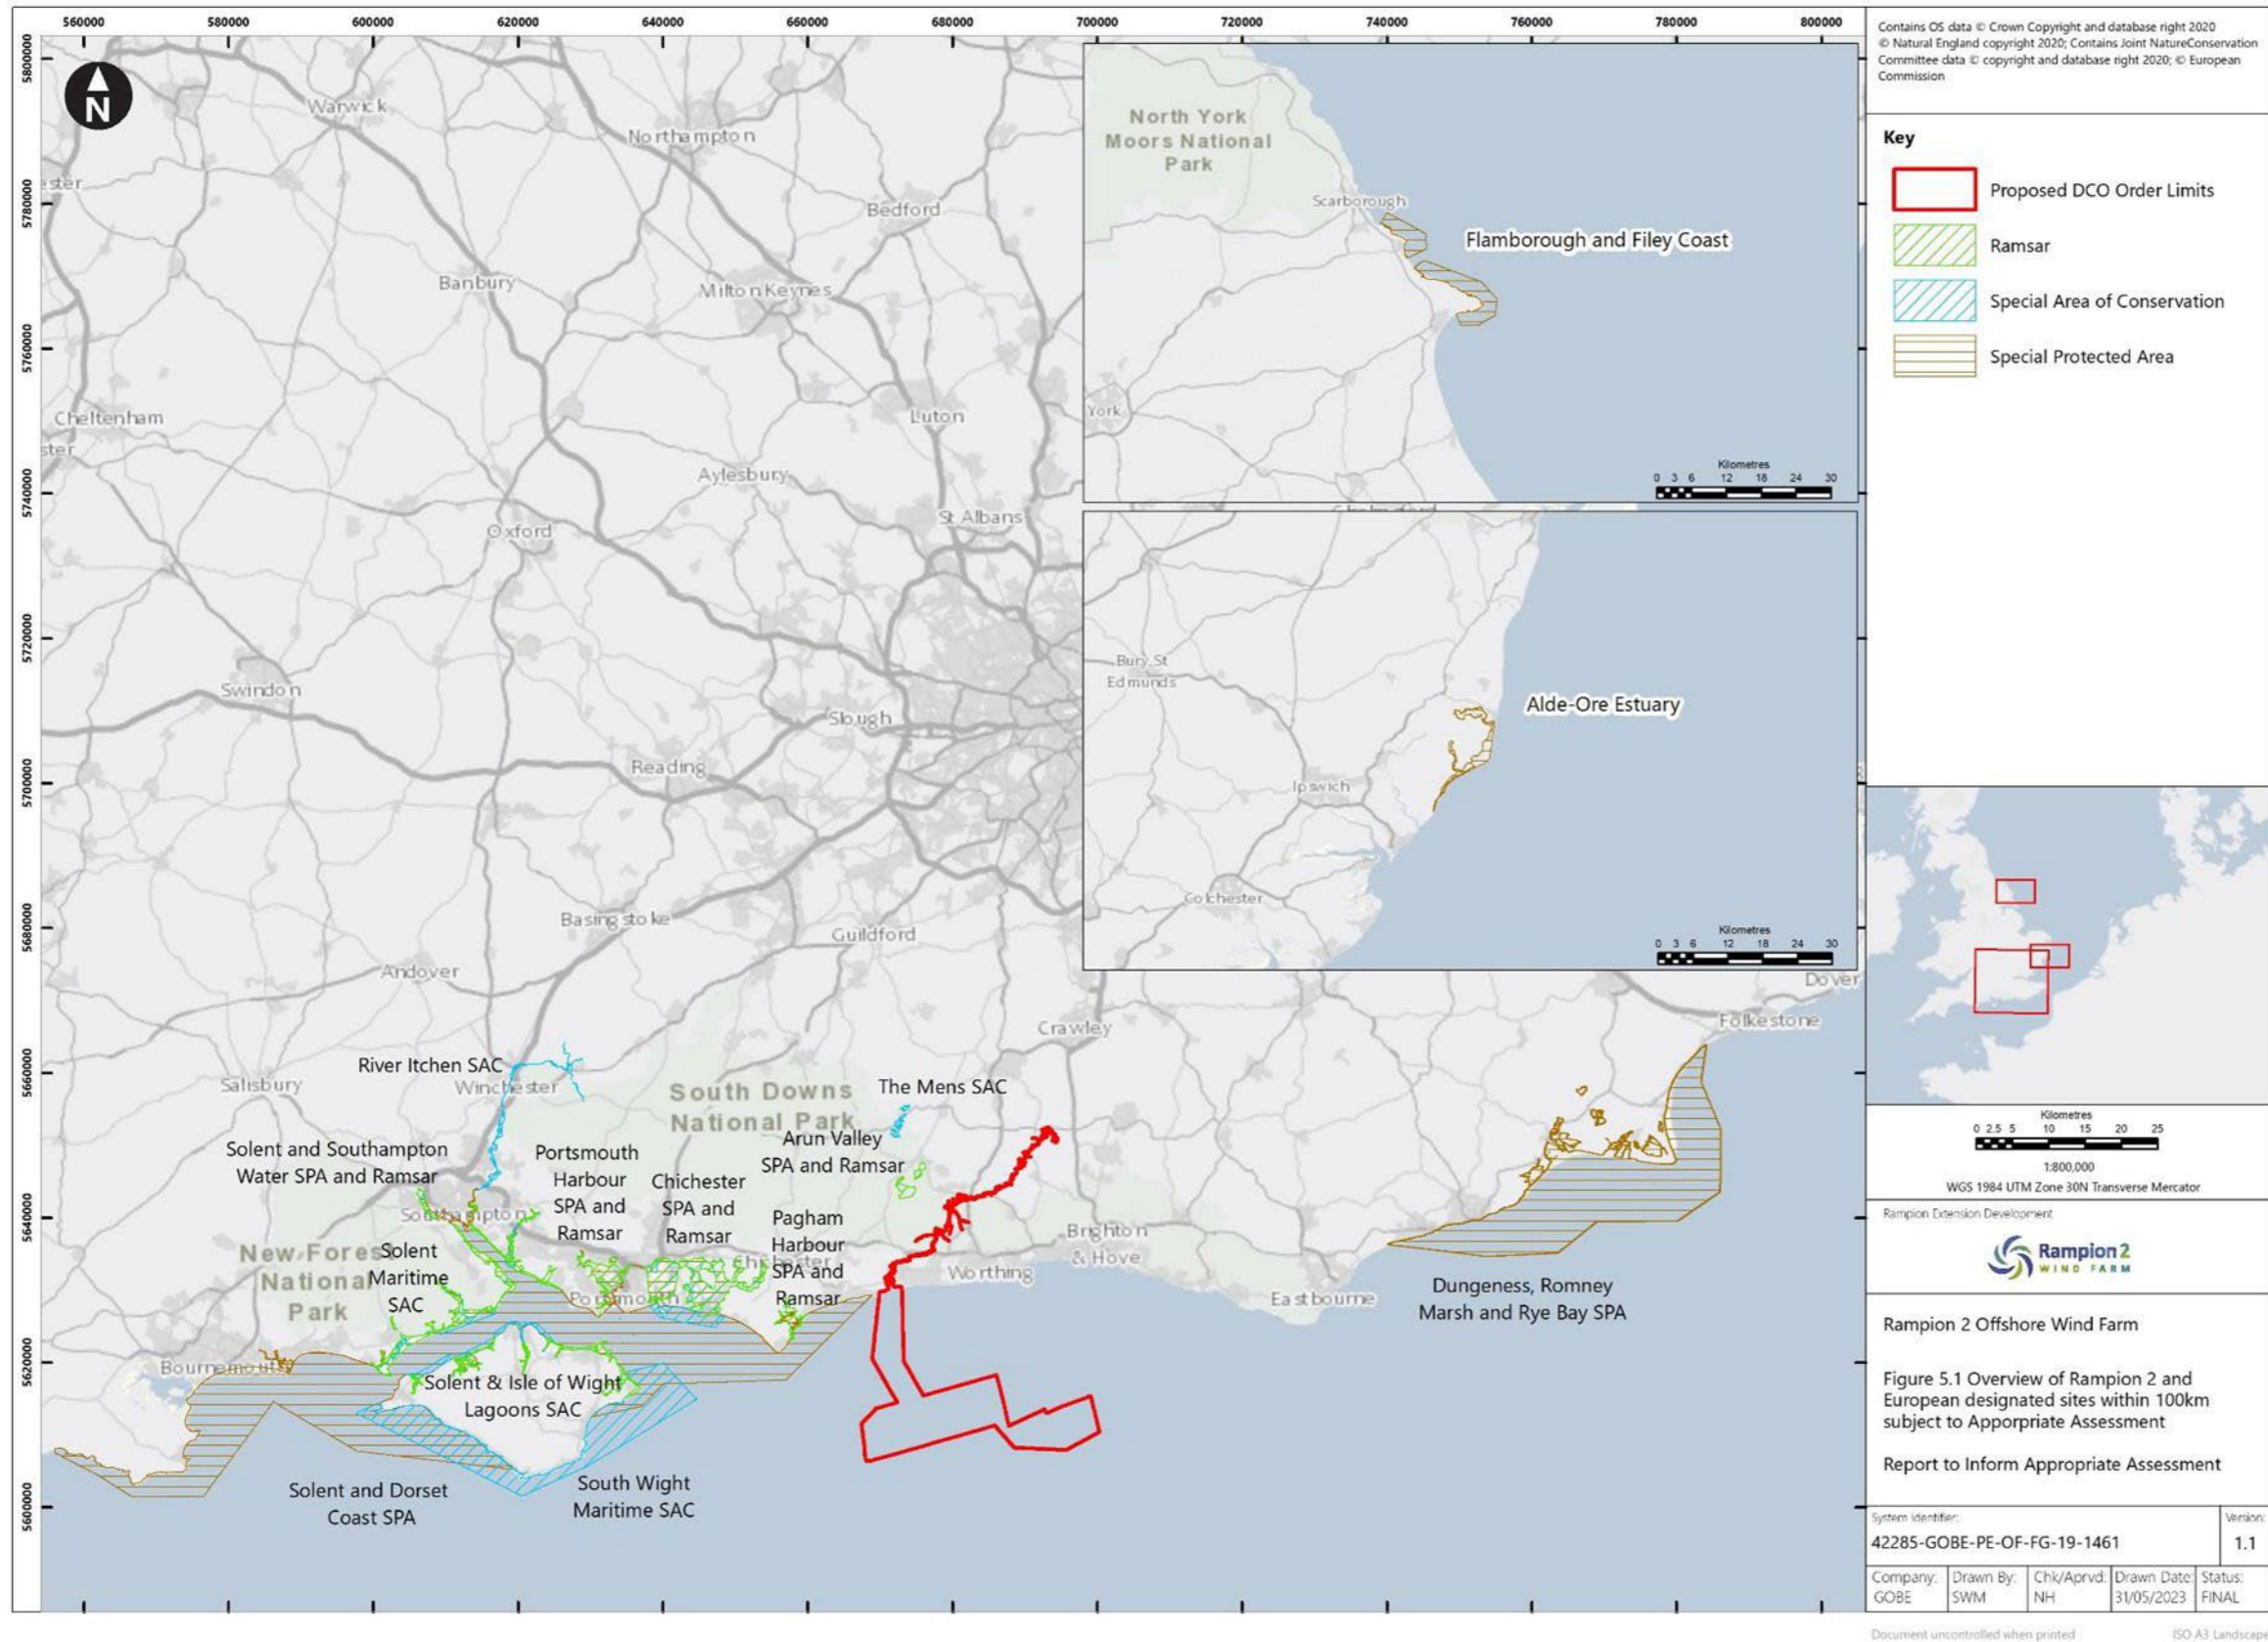 560000 580000 600000 620000 640000 660000 680000 700000 720000 740000 760000 780000 800000
5800000
5780000
5760000
5740000
5720000
5700000
5680000
5660000
5640000
5620000
5600000
N
Warwick
Northampton
ester
Bedford
Banbury
Milton Keynes
Cheltenham
ster
Luton
Aylesbury
St Albans
Oxford
Swindon
Slough
Reading
Basingstoke
Guildford
Andover
Crawley
Dover
Folkestone
River Itchen SAC
Salisbury
Winchester
South Downs
National Park
The Mens SAC
Arun Valley
SPA and Ramsar
Solent and Southampton
Water SPA and Ramsar
Portsmouth
Harbour
SPA and
Ramsar
Chichester
SPA and
Ramsar
Pagham
Harbour
SPA and
Ramsar
Southampton
New Fores
National
Park
Solent
Maritime
SAC
Portsmouth
Brighton
& Hove
Worthing
Eastbourne
Dungeness, Romney
Marsh and Rye Bay SPA
Bournemouth
Solent & Isle of Wight
Lagoons SAC
Solent and Dorset
Coast SPA
South Wight
Maritime SAC
North York
Moors National
Park
Scarborough
Flamborough and Filey Coast
York
Kilometres
0 3 6 12 18 24 30
Bury St
Edmunds
Alde-Ore Estuary
Ipswich
Colchester
Kilometres
0 3 6 12 18 24 30
Contains OS data © Crown Copyright and database right 2020
© Natural England copyright 2020; Contains Joint NatureConservation
Committee data © copyright and database right 2020; © European
Commission
Key
Proposed DCO Order Limits
Ramsar
Special Area of Conservation
Special Protected Area
Kilometres
0 2.5 5 10 15 20 25
1:800,000
WGS 1984 UTM Zone 30N Transverse Mercator
Rampion Extension Development
Rampion 2
WIND FARM
Rampion 2 Offshore Wind Farm
Figure 5.1 Overview of Rampion 2 and
European designated sites within 100km
subject to Apporpriate Assessment
Report to Inform Appropriate Assessment
System Identifier:
42285-GOBE-PE-OF-FG-19-1461
Version:
1.1
Company: Drawn By: Chk/Aprvd: Drawn Date: Status:
GOBE SWM NH 31/05/2023 FINAL
Document uncontrolled when printed ISO A3 Landscape